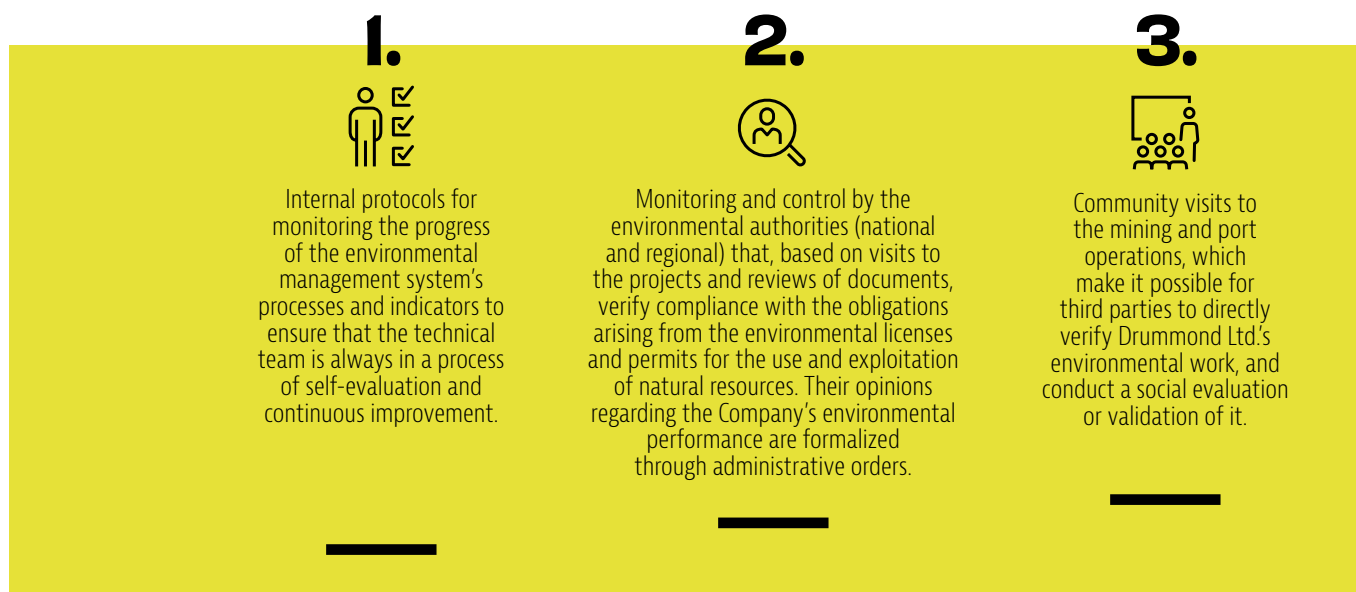 1.
Internal protocols for
monitoring the progress
of the environmental
management system's
processes and indicators to
ensure that the technical
team is always in a process
of self-evaluation and
continuous improvement.
2.
Monitoring and control by the
environmental authorities (national
and regional) that, based on visits to
the projects and reviews of documents,
verify compliance with the obligations
arising from the environmental licenses
and permits for the use and exploitation
of natural resources. Their opinions
regarding the Company's environmental
performance are formalized
through administrative orders.
3.
Community visits to
the mining and port
operations, which
make it possible for
third parties to directly
verify Drummond Ltd.'s
environmental work, and
conduct a social evaluation
or validation of it.